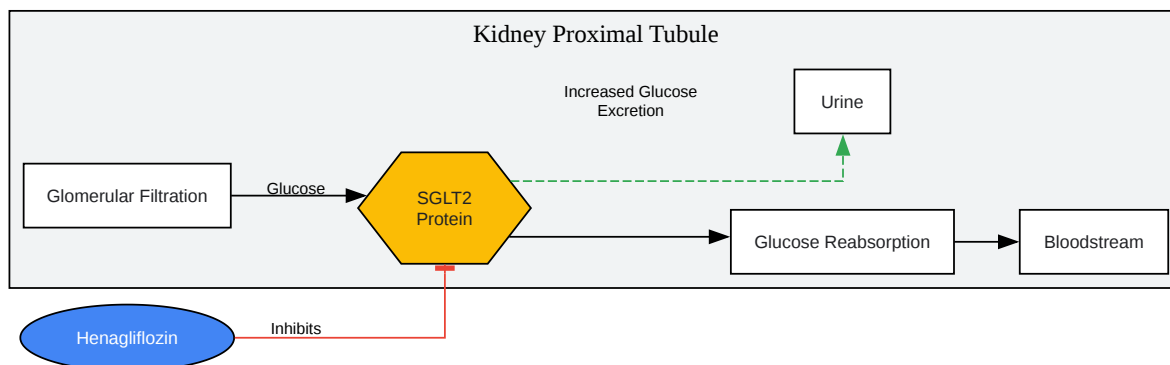 Kidney Proximal Tubule
Increased Glucose
Excretion
Urine
Glomerular Filtration
Glucose
SGLT2
Protein
Glucose Reabsorption
Bloodstream
Henagliflozin
Inhibits